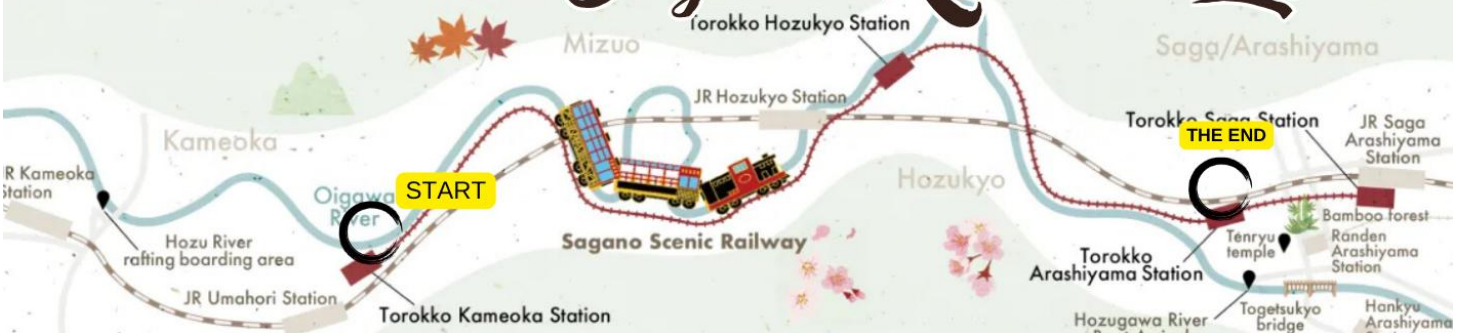 Torokko Hozukyo Station
Mizuo
Saga/Arashiyama
JR Hozukyo Station
Kameoka
Torokko Saga Station
THE END
JR Saga
Arashiyama
Station
R Kameoka
Station
Oigawa
River
START
Hozukyo
Hozu River
rafting boarding area
Sagano Scenic Railway
Bamboo forest
Tenryu
temple
Randen
Arashiyama
Station
Torokko
Arashiyama Station
JR Umahori Station
Torokko Kameoka Station
Togetsukyo
bridge
Hankyu
Arashiyama
Hozugawa River